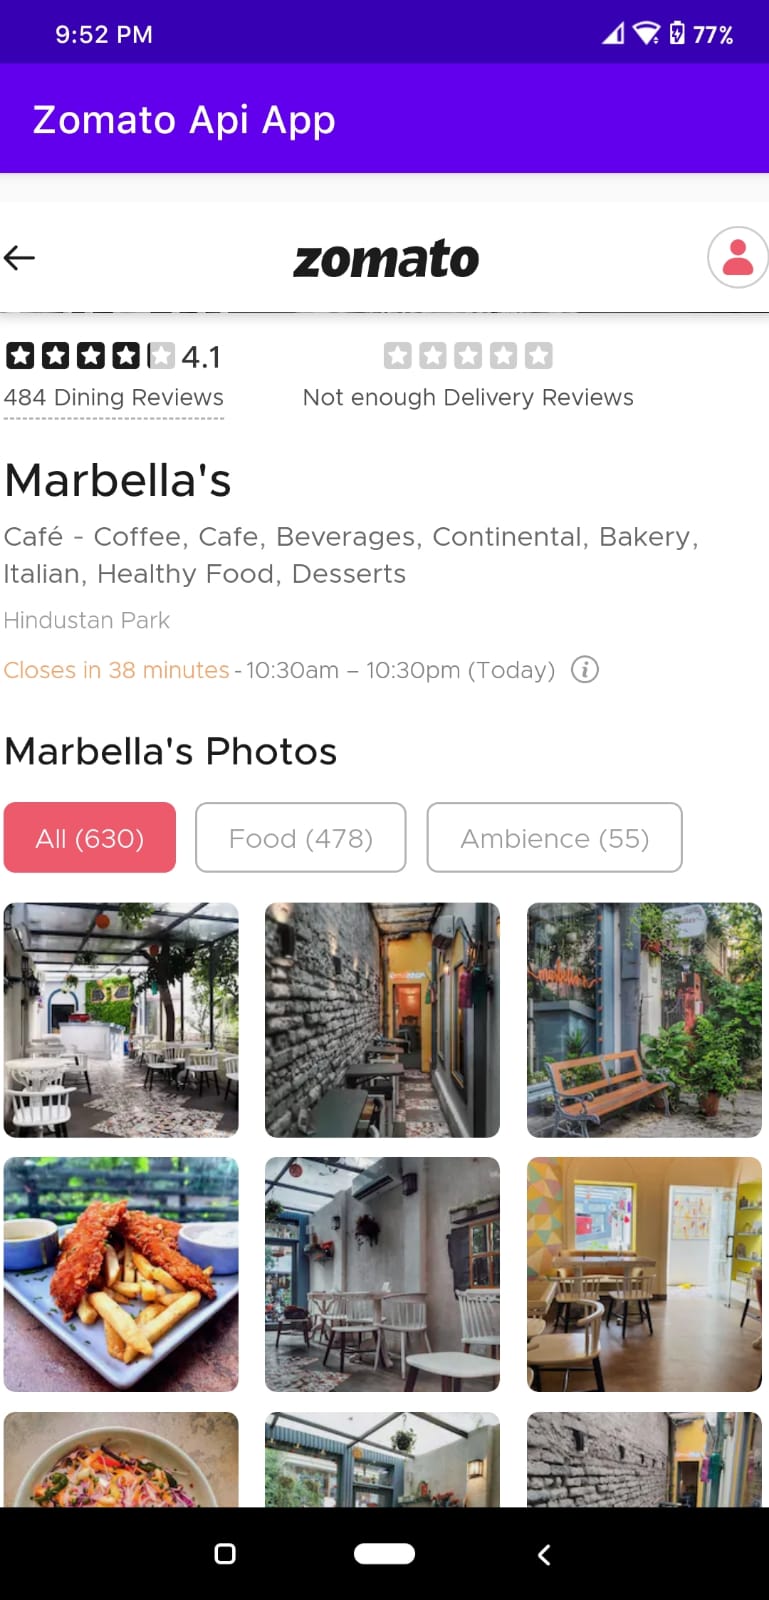 9:52 PM 77%
Zomato Api App
zomato
4.1
484 Dining Reviews Not enough Delivery Reviews
Marbella's
Café - Coffee, Cafe, Beverages, Continental, Bakery,
Italian, Healthy Food, Desserts
Hindustan Park
Closes in 38 minutes - 10:30am – 10:30pm (Today)
Marbella's Photos
All (630) Food (478) Ambience (55)